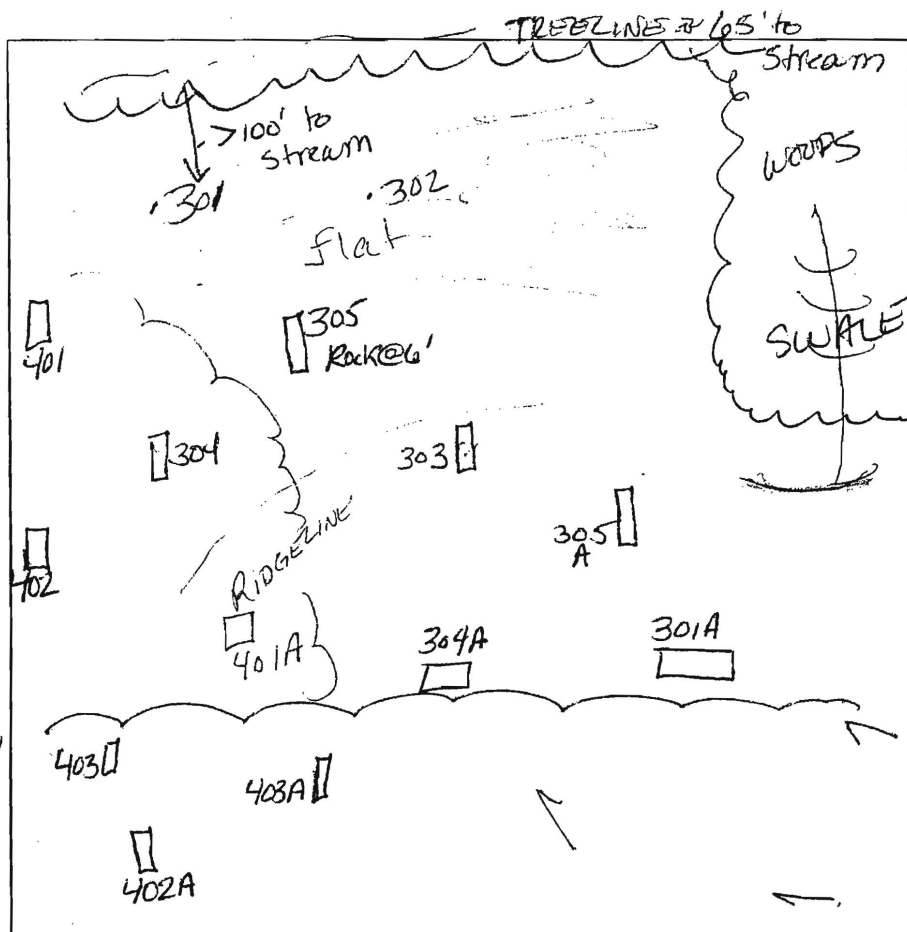 TREELINE ≈ 65' to
stream
>100' to
stream
.301
.302
flat
WOODS
SWALE
401
305
Rock@6'
304
303
305
A
402
RIDGELINE
401A
304A
301A
403
403A
402A